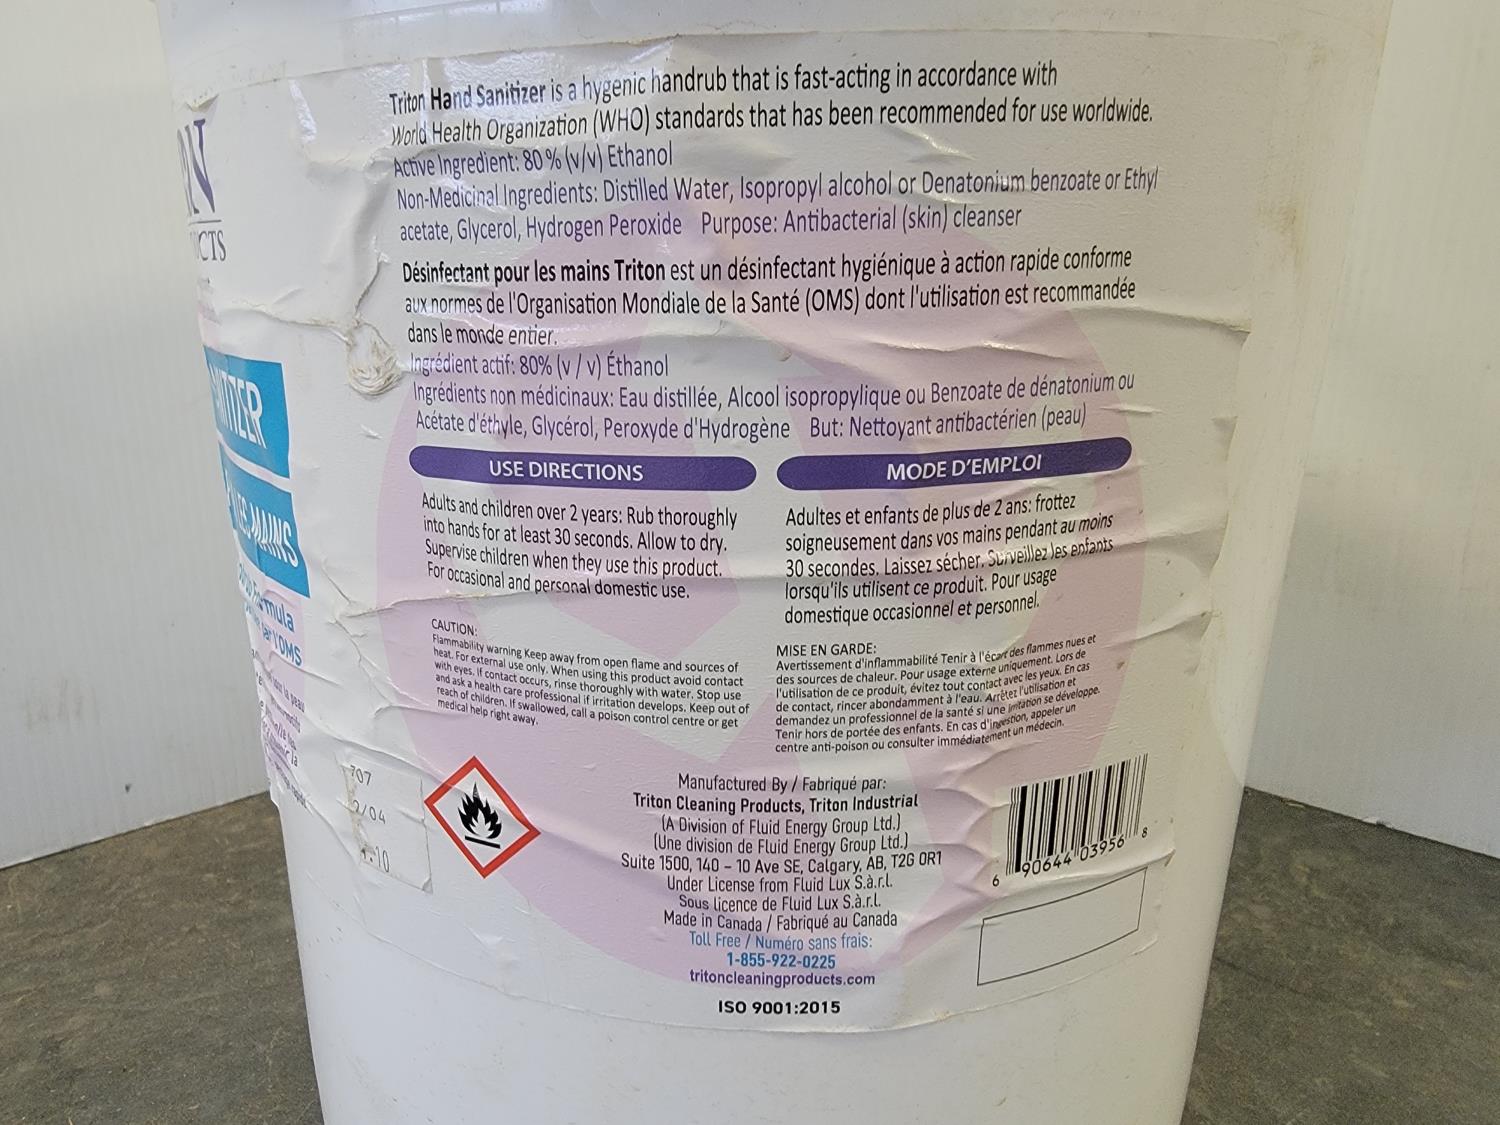 Triton Hand Sanitizer is a hygenic handrub that is fast-acting in accordance with
World Health Organization (WHO) standards that has been recommended for use worldwide.
Active Ingredient: 80 % (v/v) Ethanol
Non-Medicinal Ingredients: Distilled Water, Isopropyl alcohol or Denatonium benzoate or Ethyl
acetate, Glycerol, Hydrogen Peroxide Purpose: Antibacterial (skin) cleanser
Désinfectant pour les mains Triton est un désinfectant hygiénique à action rapide conforme
aux normes de l'Organisation Mondiale de la Santé (OMS) dont l'utilisation est recommandée
dans le monde entier.
Ingrédient actif: 80% (v / v) Éthanol
Ingrédients non médicinaux: Eau distillée, Alcool isopropylique ou Benzoate de dénatonium ou
Acétate d'éthyle, Glycérol, Peroxyde d'Hydrogène But: Nettoyant antibactérien (peau)
USE DIRECTIONS
Adults and children over 2 years: Rub thoroughly
into hands for at least 30 seconds. Allow to dry.
Supervise children when they use this product.
For occasional and personal domestic use.
CAUTION:
Flammability warning Keep away from open flame and sources of
heat. For external use only. When using this product avoid contact
with eyes. If contact occurs, rinse thoroughly with water. Stop use
and ask a health care professional if irritation develops. Keep out of
reach of children. If swallowed, call a poison control centre or get
medical help right away.
MODE D'EMPLOI
Adultes et enfants de plus de 2 ans: frottez
soigneusement dans vos mains pendant au moins
30 secondes. Laissez sécher. Surveillez les enfants
lorsqu'ils utilisent ce produit. Pour usage
domestique occasionnel et personnel.
MISE EN GARDE:
Avertissement d'inflammabilité Tenir à l'écart des flammes nues et
des sources de chaleur. Pour usage externe uniquement. Lors de
l'utilisation de ce produit, évitez tout contact avec les yeux. En cas
de contact, rincer abondamment à l'eau. Arrêtez l'utilisation et
demandez un professionnel de la santé si une irritation se développe.
Tenir hors de portée des enfants. En cas d'ingestion, appeler un
centre anti-poison ou consulter immédiatement un médecin.
Manufactured By / Fabriqué par:
Triton Cleaning Products, Triton Industrial
(A Division of Fluid Energy Group Ltd.)
(Une division de Fluid Energy Group Ltd.)
Suite 1500, 140 – 10 Ave SE, Calgary, AB, T2G 0R1
Under License from Fluid Lux S.à.r.l.
Sous licence de Fluid Lux S.à.r.l.
Made in Canada / Fabriqué au Canada
Toll Free / Numéro sans frais:
1-855-922-0225
tritoncleaningproducts.com
ISO 9001:2015
6 90644 03956 8
CTS
MAINS
OMS
707
/04
10